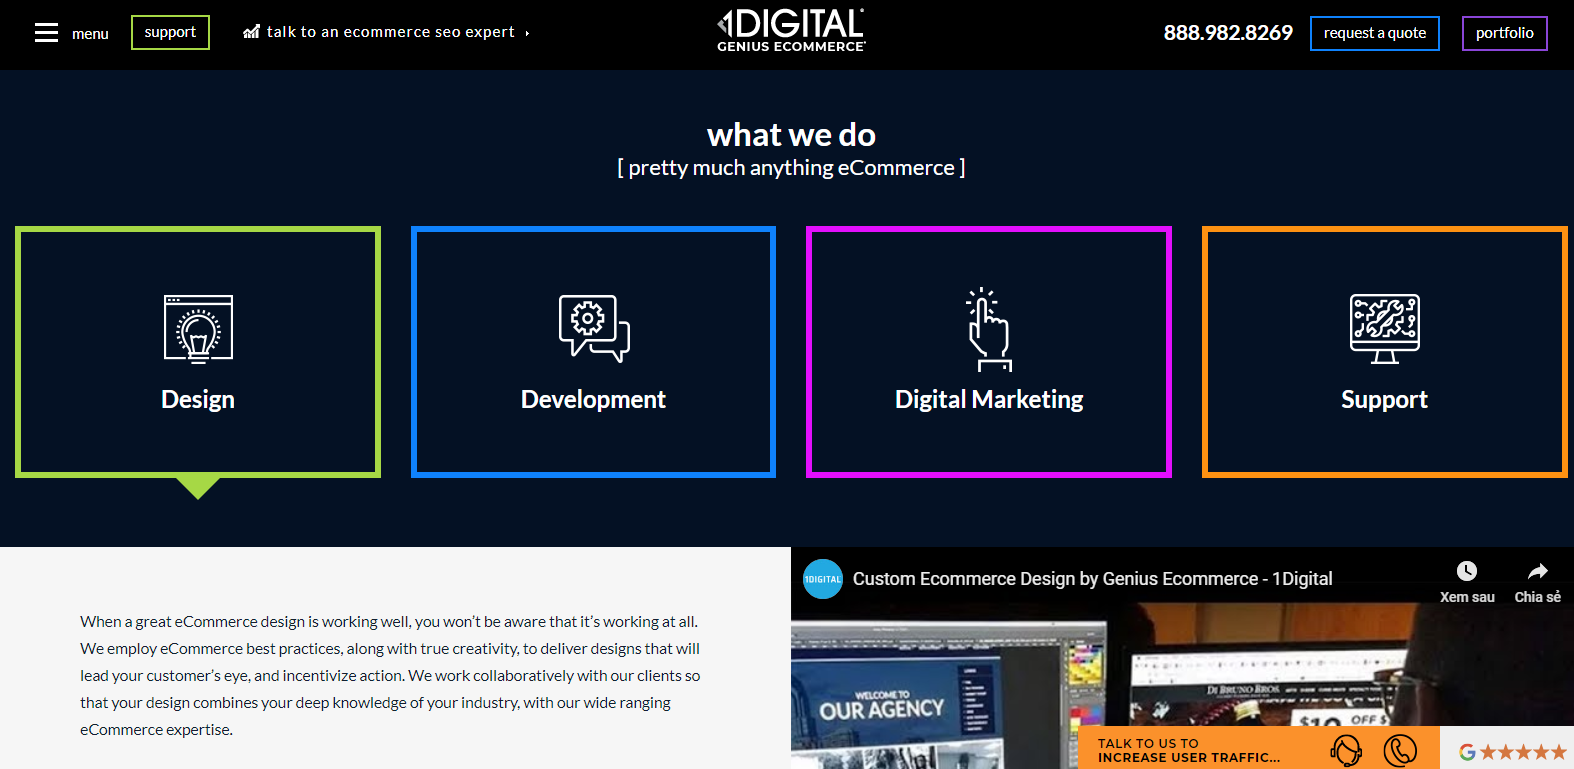 menu
support
talk to an ecommerce seo expert
1DIGITAL®
GENIUS ECOMMERCE
888.982.8269
request a quote
portfolio
what we do
[ pretty much anything eCommerce ]
Design
Development
Digital Marketing
Support
When a great eCommerce design is working well, you won’t be aware that it’s working at all.
We employ eCommerce best practices, along with true creativity, to deliver designs that will
lead your customer’s eye, and incentivize action. We work collaboratively with our clients so
that your design combines your deep knowledge of your industry, with our wide ranging
eCommerce expertise.
1DIGITAL
Custom Ecommerce Design by Genius Ecommerce - 1Digital
Xem sau
Chia sẻ
WELCOME TO
OUR AGENCY
DI BRUNO BROS.
$10 OFF $
TALK TO US TO
INCREASE USER TRAFFIC...
G